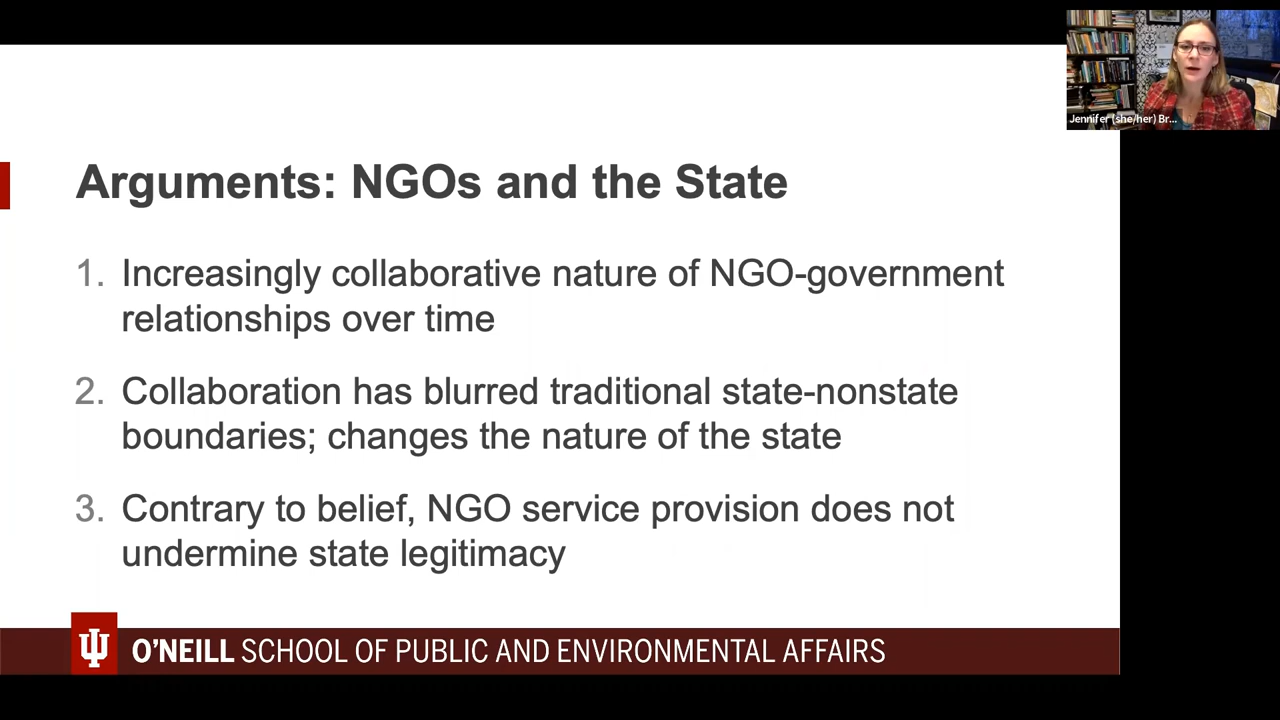 Jennifer (she/her) Br...
Arguments: NGOs and the State
1. Increasingly collaborative nature of NGO-government
relationships over time
2. Collaboration has blurred traditional state-nonstate
boundaries; changes the nature of the state
3. Contrary to belief, NGO service provision does not
undermine state legitimacy
O'NEILL SCHOOL OF PUBLIC AND ENVIRONMENTAL AFFAIRS